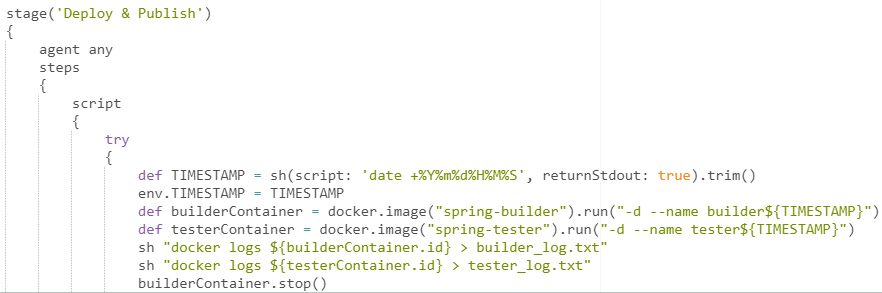 stage('Deploy & Publish')
{
    agent any
    steps
    {
        script
        {
            try
            {
                def TIMESTAMP = sh(script: 'date +%Y%m%d%H%M%S', returnStdout: true).trim()
                env.TIMESTAMP = TIMESTAMP
                def builderContainer = docker.image("spring-builder").run("-d --name builder${TIMESTAMP}")
                def testerContainer = docker.image("spring-tester").run("-d --name tester${TIMESTAMP}")
                sh "docker logs ${builderContainer.id} > builder_log.txt"
                sh "docker logs ${testerContainer.id} > tester_log.txt"
                builderContainer.stop()